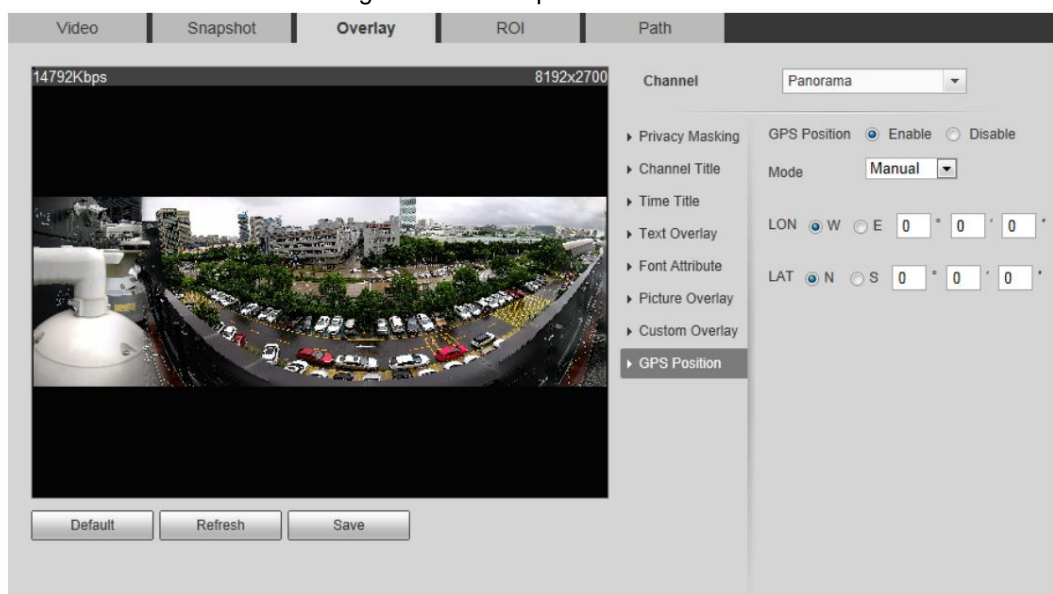 Video Snapshot Overlay ROI Path
14792Kbps 8192x2700
Channel Panorama
Privacy Masking
Channel Title
Time Title
Text Overlay
Font Attribute
Picture Overlay
Custom Overlay
GPS Position
GPS Position Enable Disable
Mode Manual
LON W E 0 ° 0 ' 0 "
LAT N S 0 ° 0 ' 0 "
Default Refresh Save